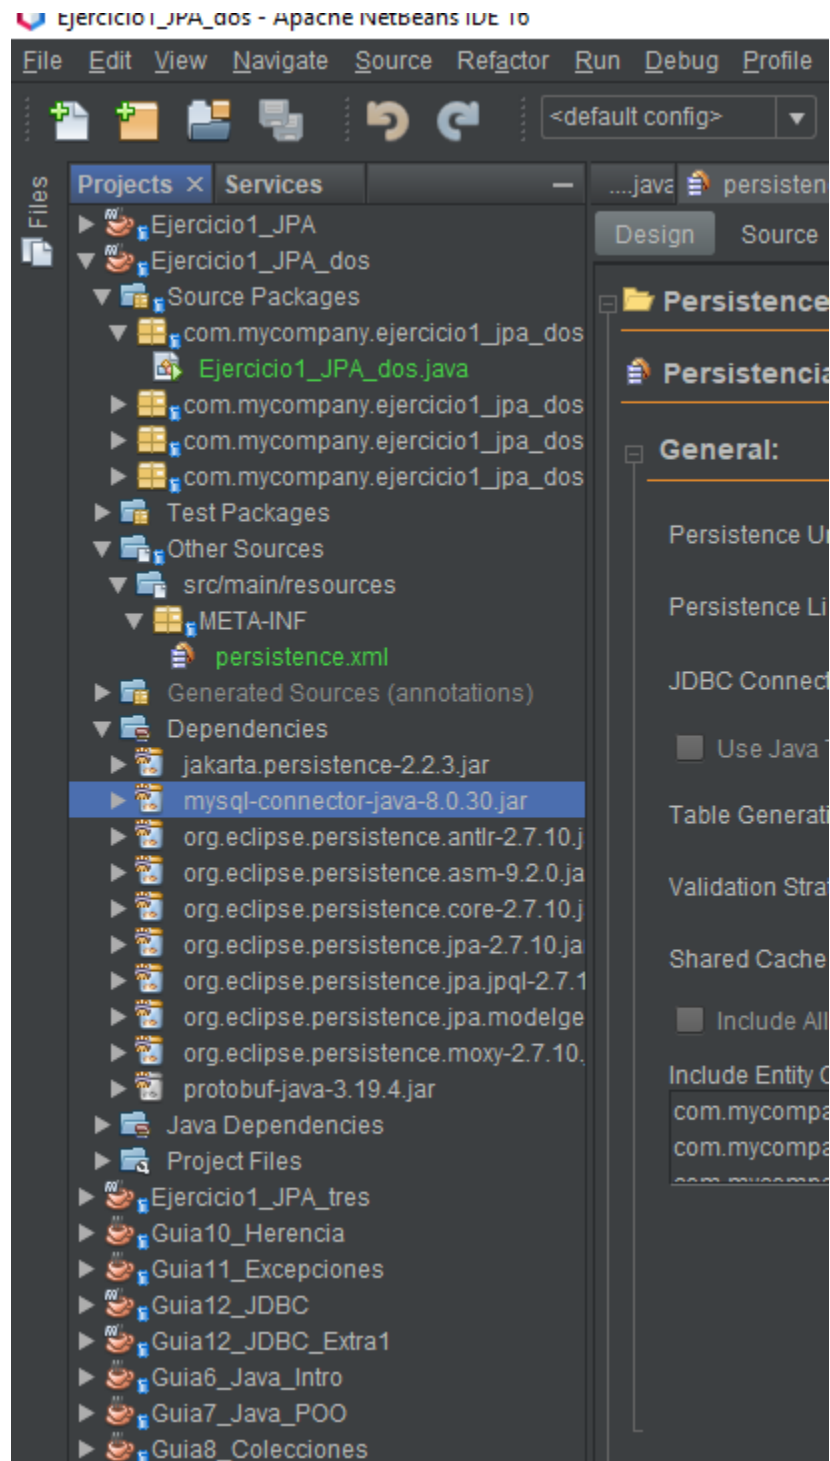 Ejercicio1_JPA_dos - Apache NetBeans IDE 16
File Edit View Navigate Source Refactor Run Debug Profile
<default config>
Files
Projects × Services
....java persisten
Ejercicio1_JPA
Design Source
Ejercicio1_JPA_dos
Source Packages
Persistence
com.mycompany.ejercicio1_jpa_dos
Ejercicio1_JPA_dos.java
Persistencia
com.mycompany.ejercicio1_jpa_dos
com.mycompany.ejercicio1_jpa_dos
General:
com.mycompany.ejercicio1_jpa_dos
Test Packages
Persistence Un
Other Sources
src/main/resources
Persistence Li
META-INF
persistence.xml
JDBC Connect
Generated Sources (annotations)
Dependencies
Use Java T
jakarta.persistence-2.2.3.jar
mysql-connector-java-8.0.30.jar
Table Generati
org.eclipse.persistence.antlr-2.7.10.j
org.eclipse.persistence.asm-9.2.0.ja
Validation Strat
org.eclipse.persistence.core-2.7.10.j
org.eclipse.persistence.jpa-2.7.10.ja
Shared Cache
org.eclipse.persistence.jpa.jpql-2.7.1
org.eclipse.persistence.jpa.modelge
Include All
org.eclipse.persistence.moxy-2.7.10.
Include Entity C
protobuf-java-3.19.4.jar
com.mycompa
Java Dependencies
com.mycompa
Project Files
com.mycompa
Ejercicio1_JPA_tres
Guia10_Herencia
Guia11_Excepciones
Guia12_JDBC
Guia12_JDBC_Extra1
Guia6_Java_Intro
Guia7_Java_POO
Guia8_Colecciones